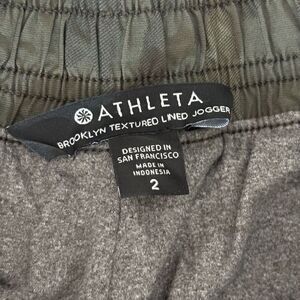 ATHLETA
BROOKLYN TEXTURED LINED JOGGER
DESIGNED IN
SAN FRANCISCO
MADE IN
INDONESIA
2